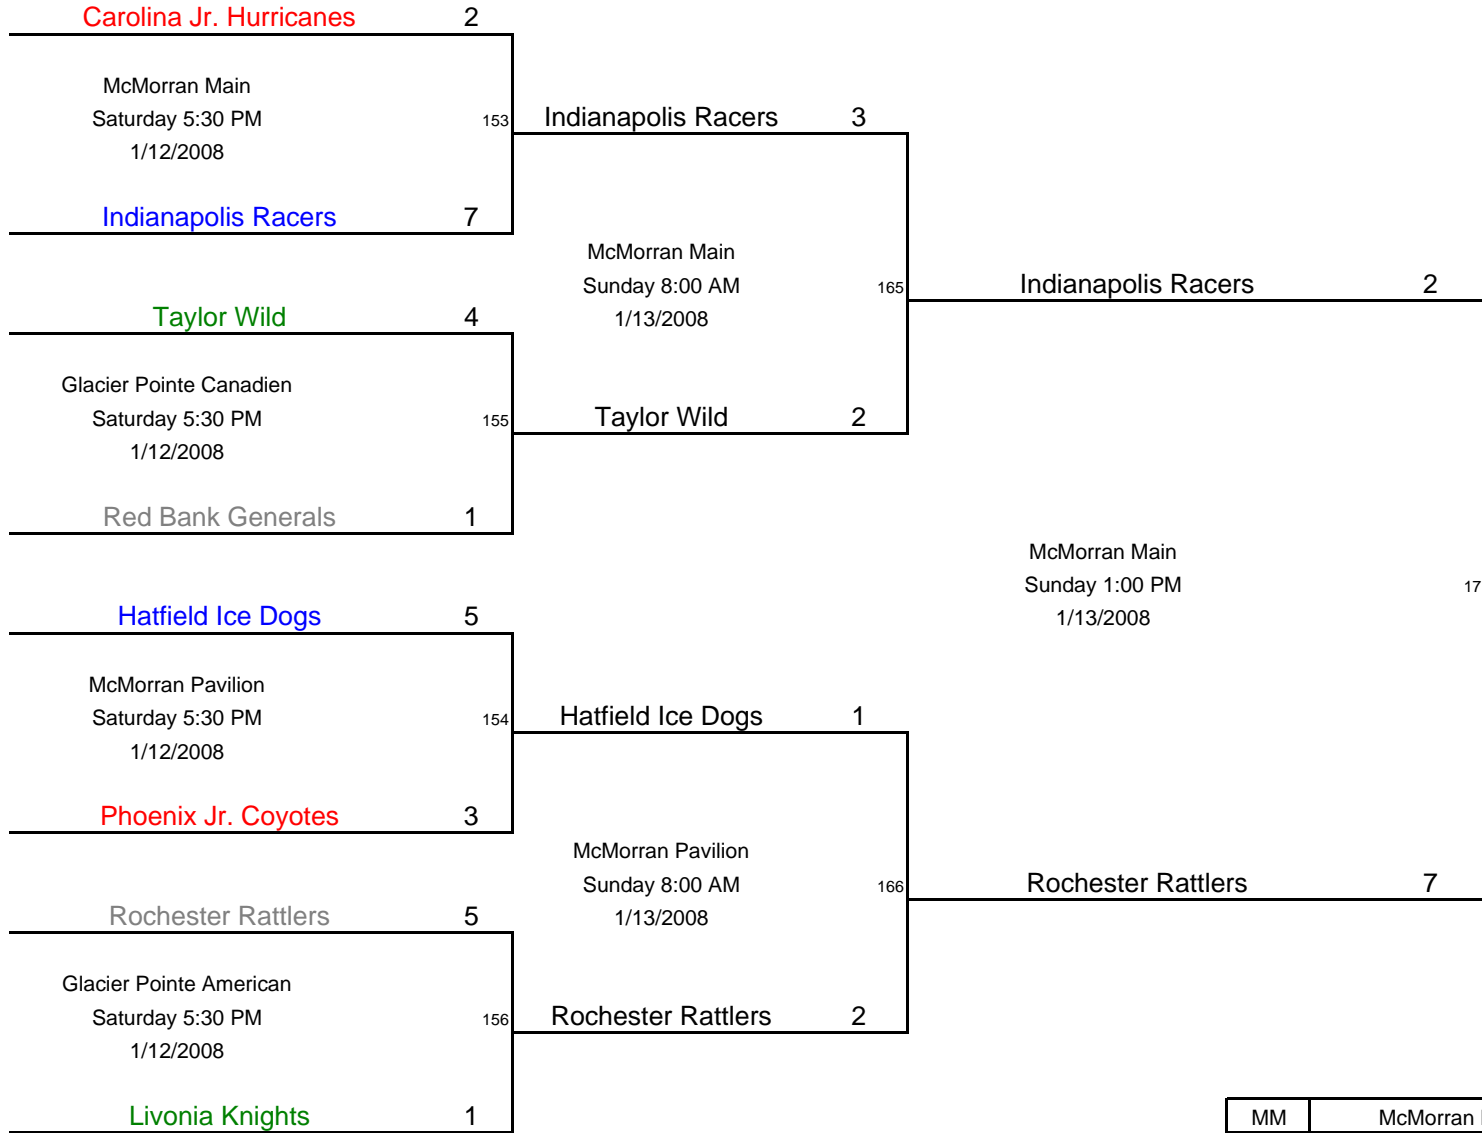 Carolina Jr. Hurricanes 2
McMorran Main
Saturday 5:30 PM 153 Indianapolis Racers 3
1/12/2008
Indianapolis Racers 7
McMorran Main
Sunday 8:00 AM 165 Indianapolis Racers 2
Taylor Wild 4 1/13/2008
Glacier Pointe Canadien
Saturday 5:30 PM 155 Taylor Wild 2
1/12/2008
Red Bank Generals 1
McMorran Main
Sunday 1:00 PM 17
Hatfield Ice Dogs 5 1/13/2008
McMorran Pavilion
Saturday 5:30 PM 154 Hatfield Ice Dogs 1
1/12/2008
Phoenix Jr. Coyotes 3
McMorran Pavilion
Sunday 8:00 AM 166 Rochester Rattlers 7
Rochester Rattlers 5 1/13/2008
Glacier Pointe American
Saturday 5:30 PM 156 Rochester Rattlers 2
1/12/2008
Livonia Knights 1 MM McMorran